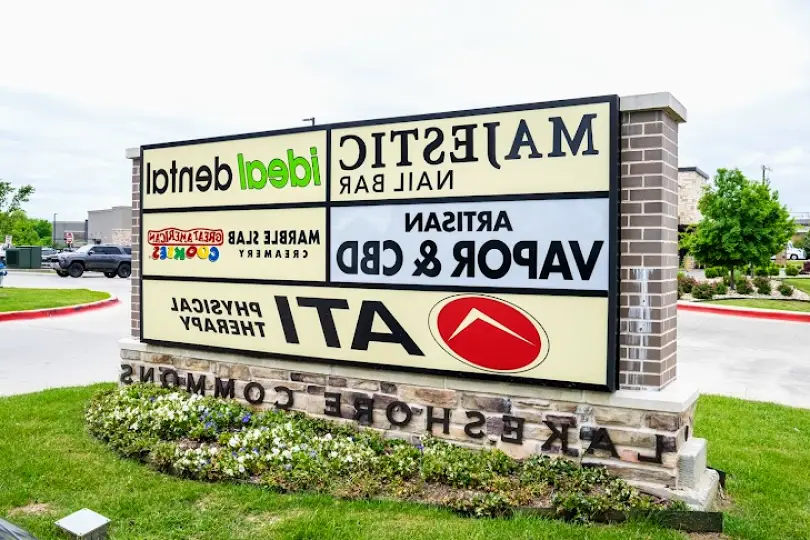 MAJESTIC
NAIL BAR
ideal dental
ARTISAN
VAPOR & CBD
MARBLE SLAB
CREAMERY
GREAT AMERICAN
COOKIES
ATI PHYSICAL
THERAPY
LAKESHORE COMMONS